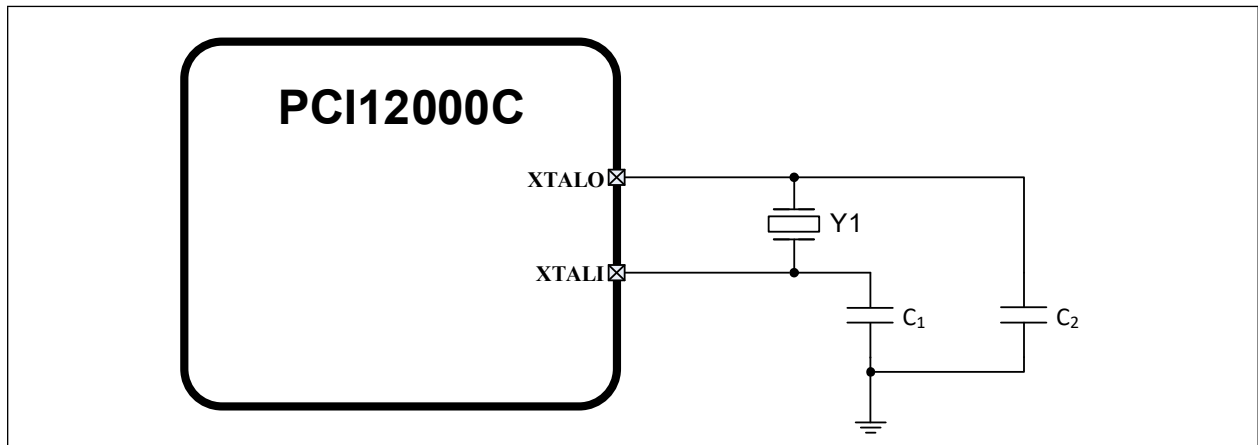 PCI12000C
XTALO
Y1
XTALI
C₁
C₂